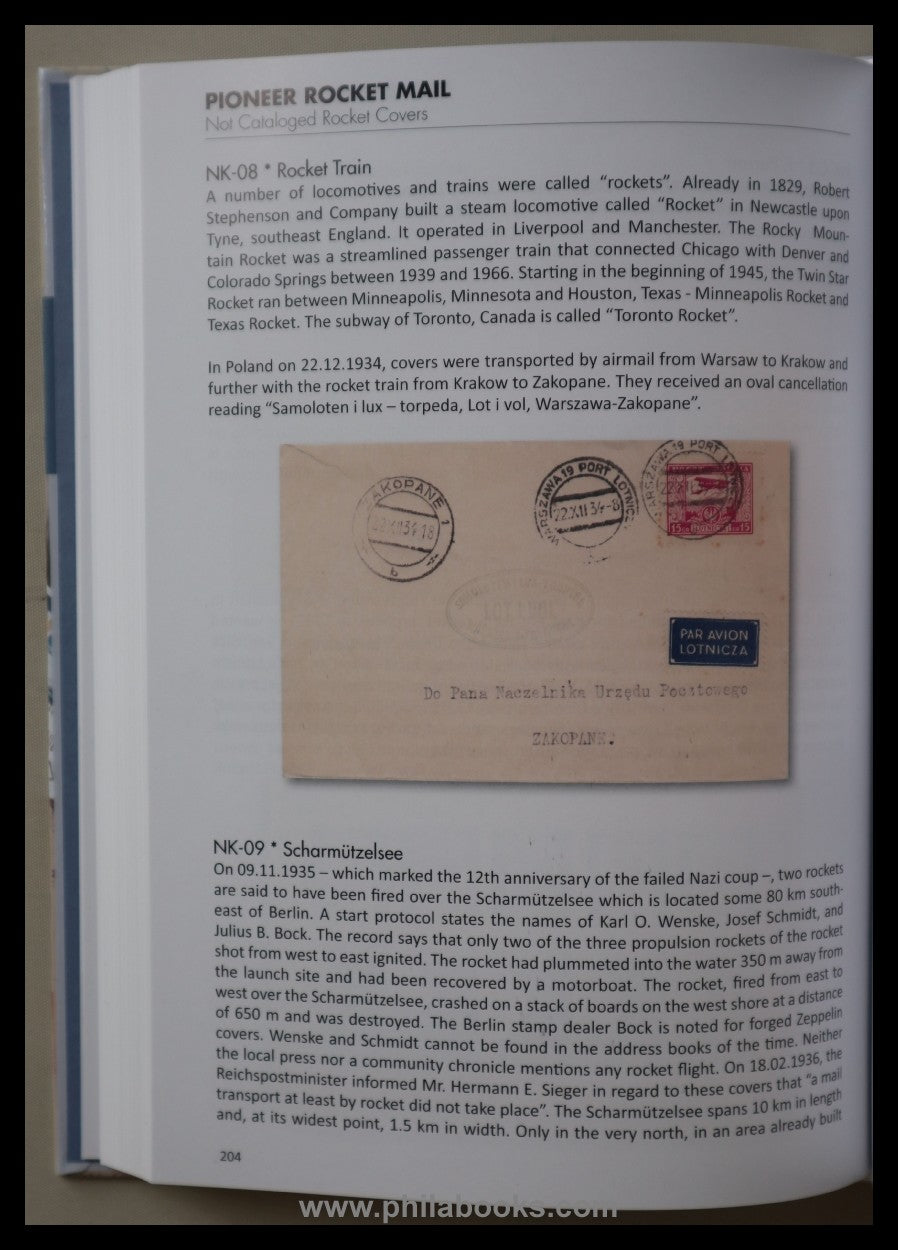 PIONEER ROCKET MAIL
Not Cataloged Rocket Covers
NK-08 * Rocket Train
A number of locomotives and trains were called “rockets”. Already in 1829, Robert
Stephenson and Company built a steam locomotive called “Rocket” in Newcastle upon
Tyne, southeast England. It operated in Liverpool and Manchester. The Rocky Moun-
tain Rocket was a streamlined passenger train that connected Chicago with Denver and
Colorado Springs between 1939 and 1966. Starting in the beginning of 1945, the Twin Star
Rocket ran between Minneapolis, Minnesota and Houston, Texas - Minneapolis Rocket and
Texas Rocket. The subway of Toronto, Canada is called “Toronto Rocket”.
In Poland on 22.12.1934, covers were transported by airmail from Warsaw to Krakow and
further with the rocket train from Krakow to Zakopane. They received an oval cancellation
reading “Samoloten i lux – torpeda, Lot i vol, Warszawa-Zakopane”.
ZAKOPANE 1
22.XII 34-18
b
WARSZAWA 19 PORT LOTNICZY
22.XII 34-8
WARSZAWA 19 PORT
22.XII
15 15
PAR AVION
LOTNICZA
Do Pana Naczelnika Urzędu Pocztowego
ZAKOPANE.
NK-09 * Scharmützelsee
On 09.11.1935 – which marked the 12th anniversary of the failed Nazi coup –, two rockets
are said to have been fired over the Scharmützelsee which is located some 80 km south-
east of Berlin. A start protocol states the names of Karl O. Wenske, Josef Schmidt, and
Julius B. Bock. The record says that only two of the three propulsion rockets of the rocket
shot from west to east ignited. The rocket had plummeted into the water 350 m away from
the launch site and had been recovered by a motorboat. The rocket, fired from east to
west over the Scharmützelsee, crashed on a stack of boards on the west shore at a distance
of 650 m and was destroyed. The Berlin stamp dealer Bock is noted for forged Zeppelin
covers. Wenske and Schmidt cannot be found in the address books of the time. Neither
the local press nor a community chronicle mentions any rocket flight. On 18.02.1936, the
Reichspostminister informed Mr. Hermann E. Sieger in regard to these covers that “a mail
transport at least by rocket did not take place”. The Scharmützelsee spans 10 km in length
and, at its widest point, 1.5 km in width. Only in the very north, in an area already built
204
www.philabooks.com